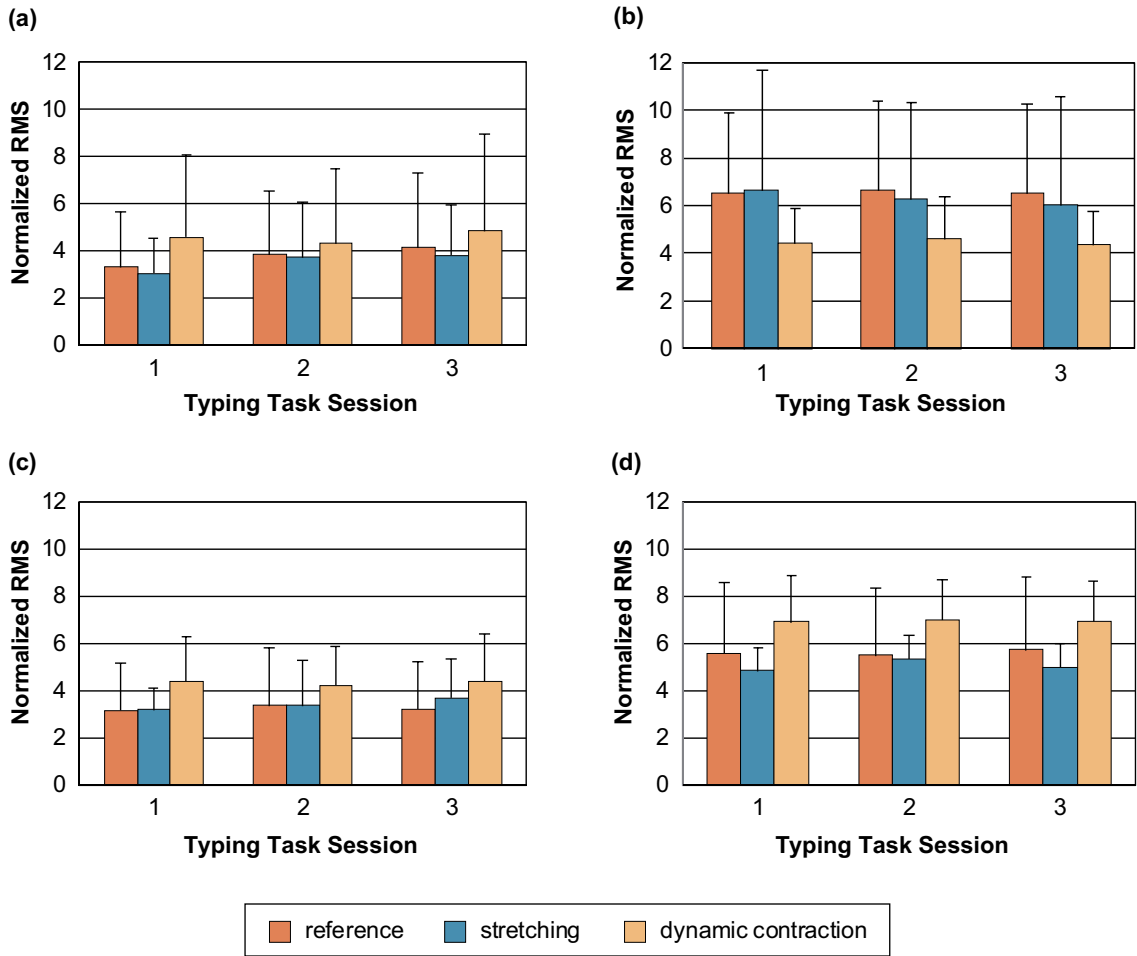 (a)
12
10
8
6
4
2
0
Normalized RMS
1 2 3
Typing Task Session
(b)
12
10
8
6
4
2
0
Normalized RMS
1 2 3
Typing Task Session
(c)
12
10
8
6
4
2
0
Normalized RMS
1 2 3
Typing Task Session
(d)
12
10
8
6
4
2
0
Normalized RMS
1 2 3
Typing Task Session
reference stretching dynamic contraction